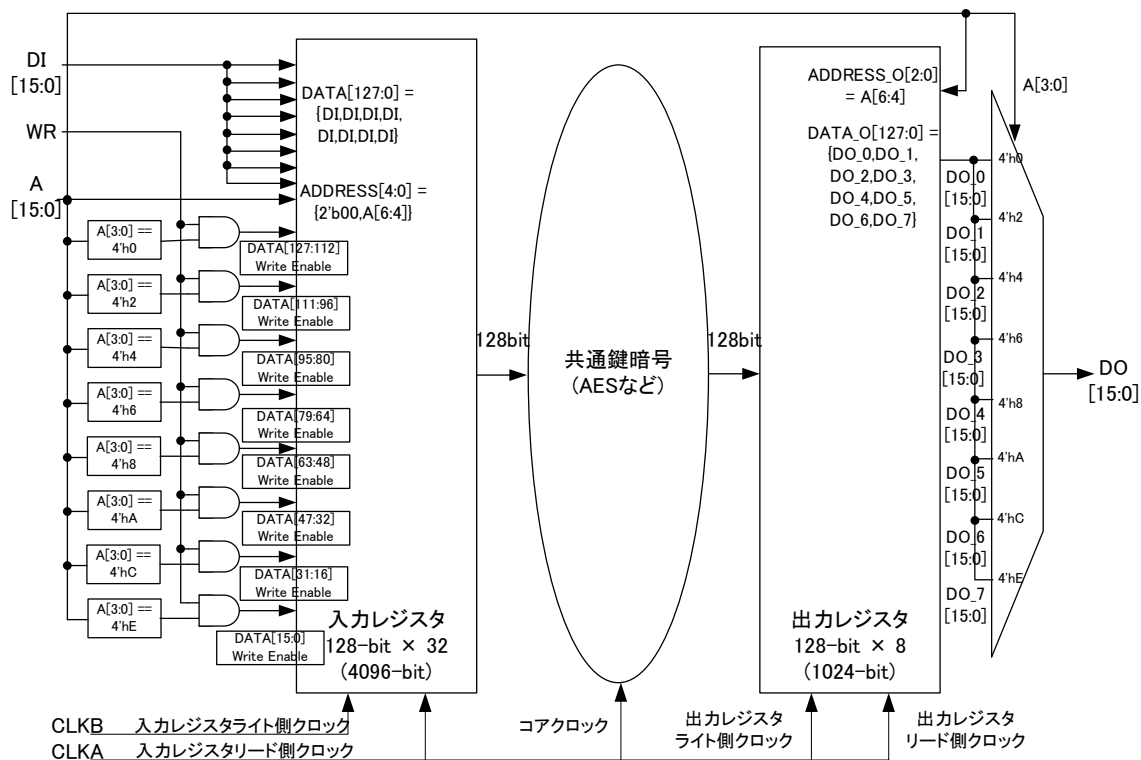 DI
[15:0]
WR
A
[15:0]
DATA[127:0] =
{DI,DI,DI,DI,
DI,DI,DI,DI}
ADDRESS[4:0] =
{2'b00,A[6:4]}
A[3:0] ==
4'h0
A[3:0] ==
4'h2
A[3:0] ==
4'h4
A[3:0] ==
4'h6
A[3:0] ==
4'h8
A[3:0] ==
4'hA
A[3:0] ==
4'hC
A[3:0] ==
4'hE
DATA[127:112]
Write Enable
DATA[111:96]
Write Enable
DATA[95:80]
Write Enable
DATA[79:64]
Write Enable
DATA[63:48]
Write Enable
DATA[47:32]
Write Enable
DATA[31:16]
Write Enable
DATA[15:0]
Write Enable
入力レジスタ
128-bit × 32
(4096-bit)
128bit
共通鍵暗号
(AESなど)
128bit
ADDRESS_O[2:0]
= A[6:4]
DATA_O[127:0] =
{DO_0,DO_1,
DO_2,DO_3,
DO_4,DO_5,
DO_6,DO_7}
出力レジスタ
128-bit × 8
(1024-bit)
A[3:0]
DO_0
[15:0]
DO_1
[15:0]
DO_2
[15:0]
DO_3
[15:0]
DO_4
[15:0]
DO_5
[15:0]
DO_6
[15:0]
DO_7
[15:0]
4'h0
4'h2
4'h4
4'h6
4'h8
4'hA
4'hC
4'hE
DO
[15:0]
CLKB 入力レジスタライト側クロック
CLKA 入力レジスタリード側クロック
コアクロック
出力レジスタ
ライト側クロック
出力レジスタ
リード側クロック